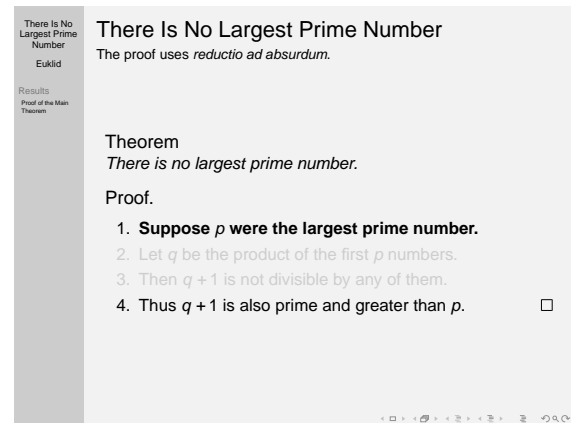 There Is No
Largest Prime
Number
Euklid
Results
Proof of the Main
Theorem
There Is No Largest Prime Number
The proof uses reductio ad absurdum.
Theorem
There is no largest prime number.
Proof.
1. Suppose p were the largest prime number.
2. Let q be the product of the first p numbers.
3. Then q + 1 is not divisible by any of them.
4. Thus q + 1 is also prime and greater than p. □